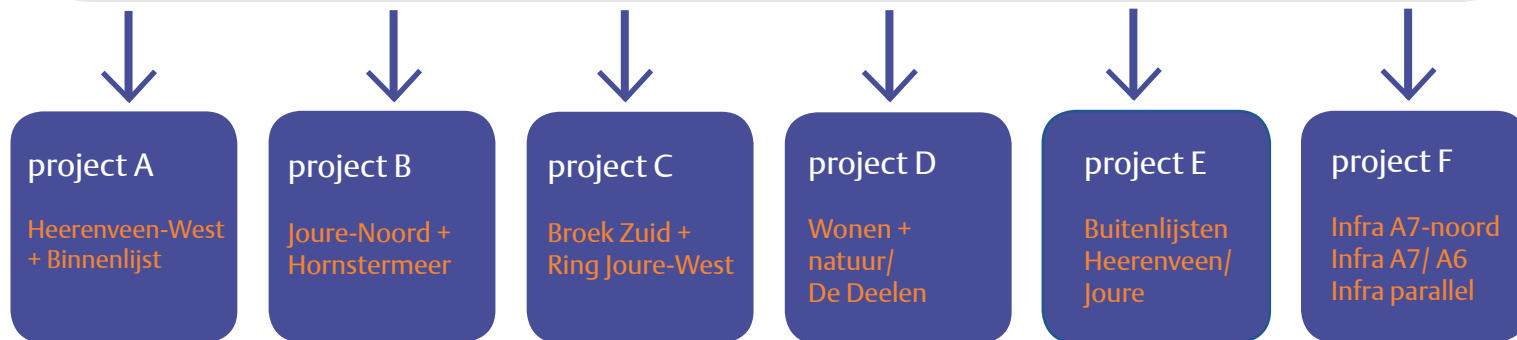 project A
Heerenveen-West
+ Binnenlijst
project B
Joure-Noord +
Hornstermeer
project C
Broek Zuid +
Ring Joure-West
project D
Wonen +
natuur/
De Deelen
project E
Buitenlijsten
Heerenveen/
Joure
project F
Infra A7-noord
Infra A7/ A6
Infra parallel